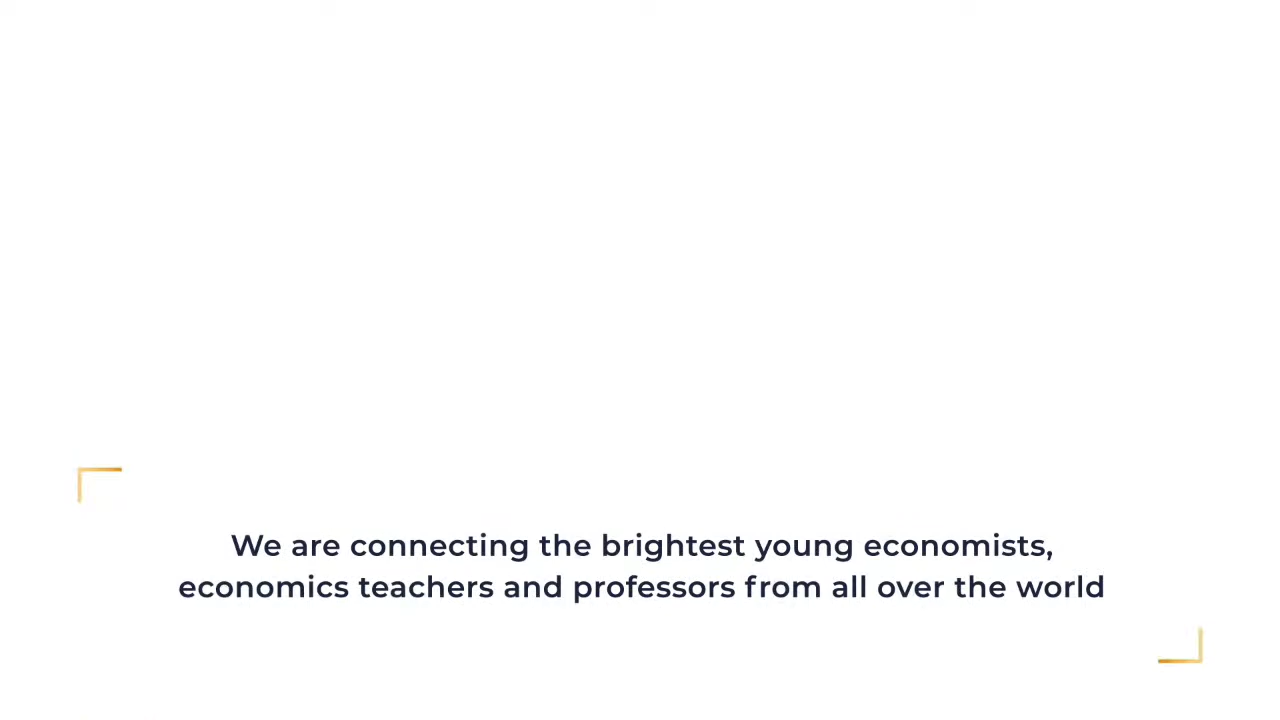 We are connecting the brightest young economists,
economics teachers and professors from all over the world